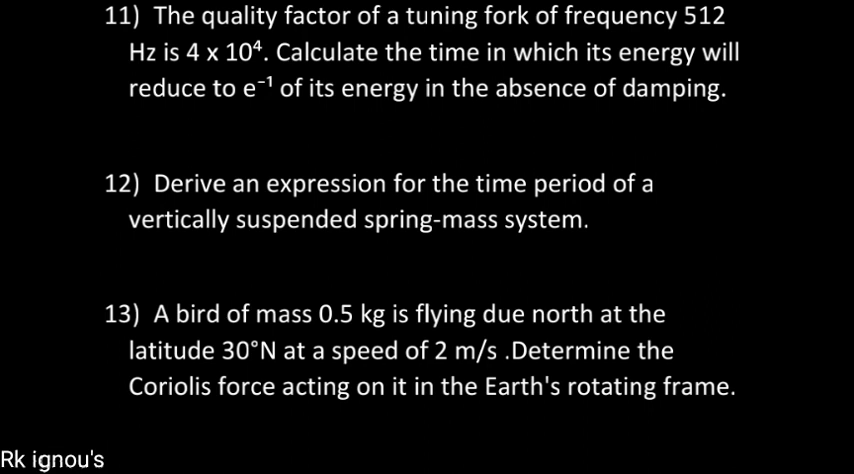 11) The quality factor of a tuning fork of frequency 512
Hz is 4 x 10⁴. Calculate the time in which its energy will
reduce to e⁻¹ of its energy in the absence of damping.
12) Derive an expression for the time period of a
vertically suspended spring-mass system.
13) A bird of mass 0.5 kg is flying due north at the
latitude 30°N at a speed of 2 m/s .Determine the
Coriolis force acting on it in the Earth's rotating frame.
Rk ignou's